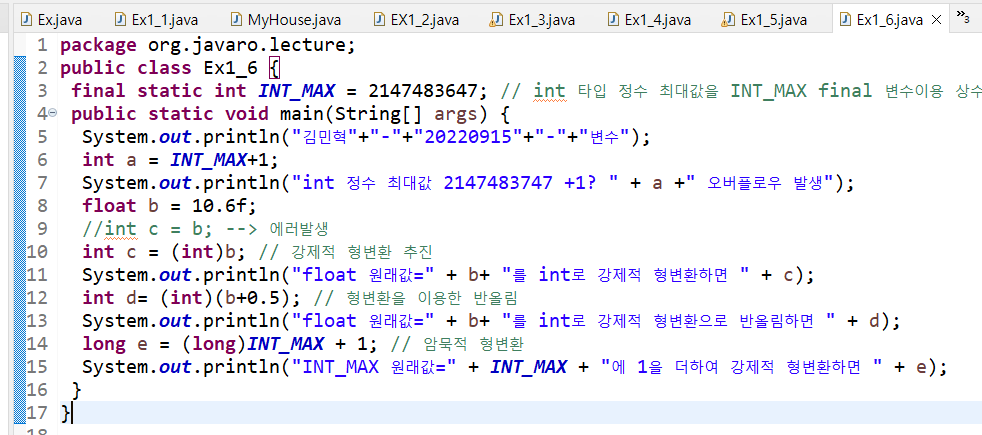 Ex.java Ex1_1.java MyHouse.java EX1_2.java Ex1_3.java Ex1_4.java Ex1_5.java Ex1_6.java »3
1 package org.javaro.lecture;
2 public class Ex1_6 {
3 final static int INT_MAX = 2147483647; // int 타입 정수 최대값을 INT_MAX final 변수이용 상수
4 public static void main(String[] args) {
5 System.out.println("김민혁"+"-"+"20220915"+"-"+"변수");
6 int a = INT_MAX+1;
7 System.out.println("int 정수 최대값 2147483747 +1? " + a +" 오버플로우 발생");
8 float b = 10.6f;
9 //int c = b; --> 에러발생
10 int c = (int)b; // 강제적 형변환 추진
11 System.out.println("float 원래값=" + b+ "를 int로 강제적 형변환하면 " + c);
12 int d= (int)(b+0.5); // 형변환을 이용한 반올림
13 System.out.println("float 원래값=" + b+ "를 int로 강제적 형변환으로 반올림하면 " + d);
14 long e = (long)INT_MAX + 1; // 암묵적 형변환
15 System.out.println("INT_MAX 원래값=" + INT_MAX + "에 1을 더하여 강제적 형변환하면 " + e);
16 }
17 }
18